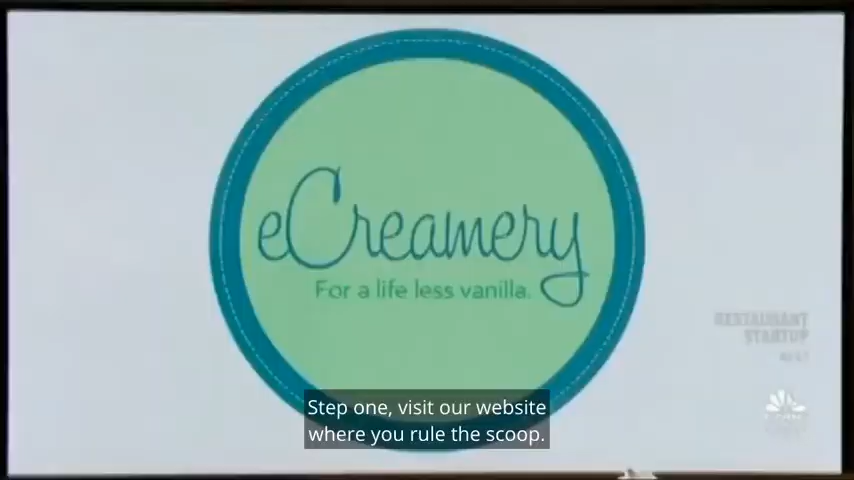 eCreamery
For a life less vanilla.
RESTAURANT
STARTUP
Step one, visit our website
where you rule the scoop.